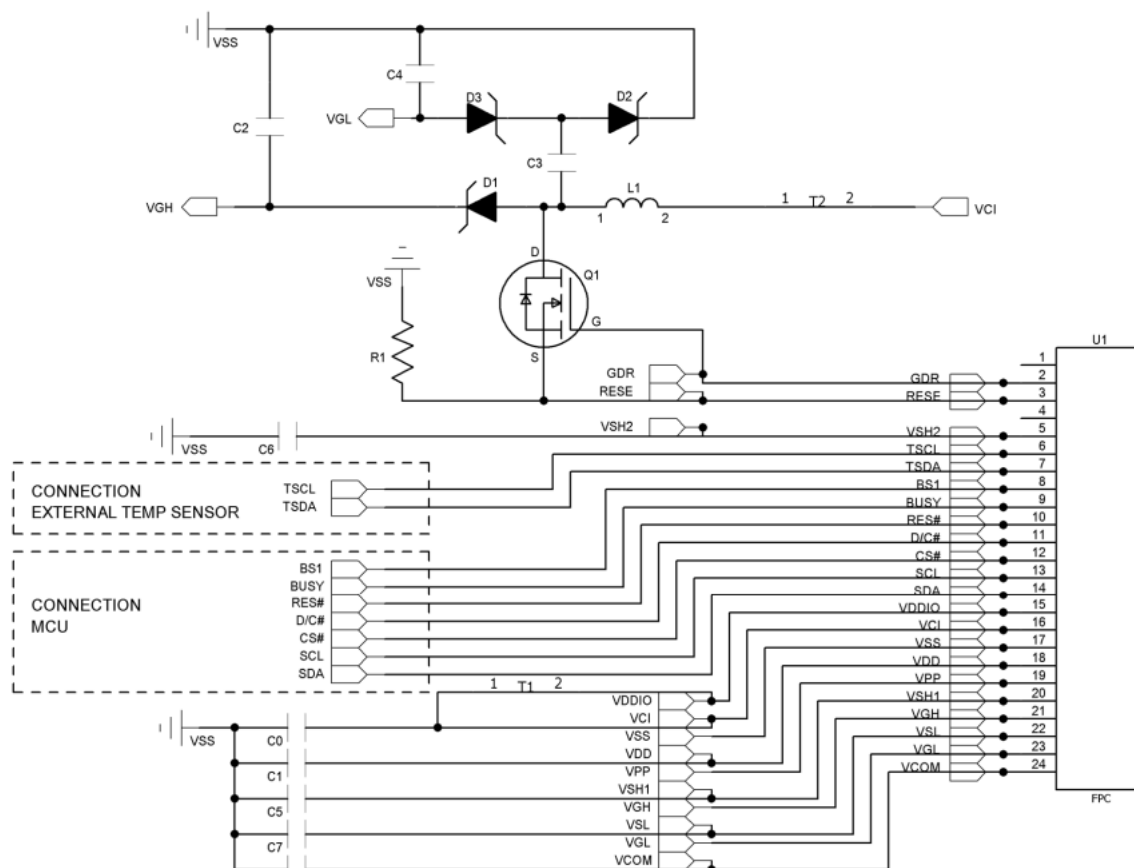 VSS
C4
D3
D2
VGL
C2
C3
D1
L1
VGH
1
2
1 T2 2
VCI
D
VSS
Q1
G
R1
S
U1
GDR
RESE
VSH2
VSS
C6
CONNECTION
EXTERNAL TEMP SENSOR
TSCL
TSDA
CONNECTION
MCU
BS1
BUSY
RES#
D/C#
CS#
SCL
SDA
1 T1 2
VSS
C0
C1
C5
C7
VDDIO
VCI
VSS
VDD
VPP
VSH1
VGH
VSL
VGL
VCOM
1
GDR 2
RESE 3
4
VSH2 5
TSCL 6
TSDA 7
BS1 8
BUSY 9
RES# 10
D/C# 11
CS# 12
SCL 13
SDA 14
VDDIO 15
VCI 16
VSS 17
VDD 18
VPP 19
VSH1 20
VGH 21
VSL 22
VGL 23
VCOM 24
FPC